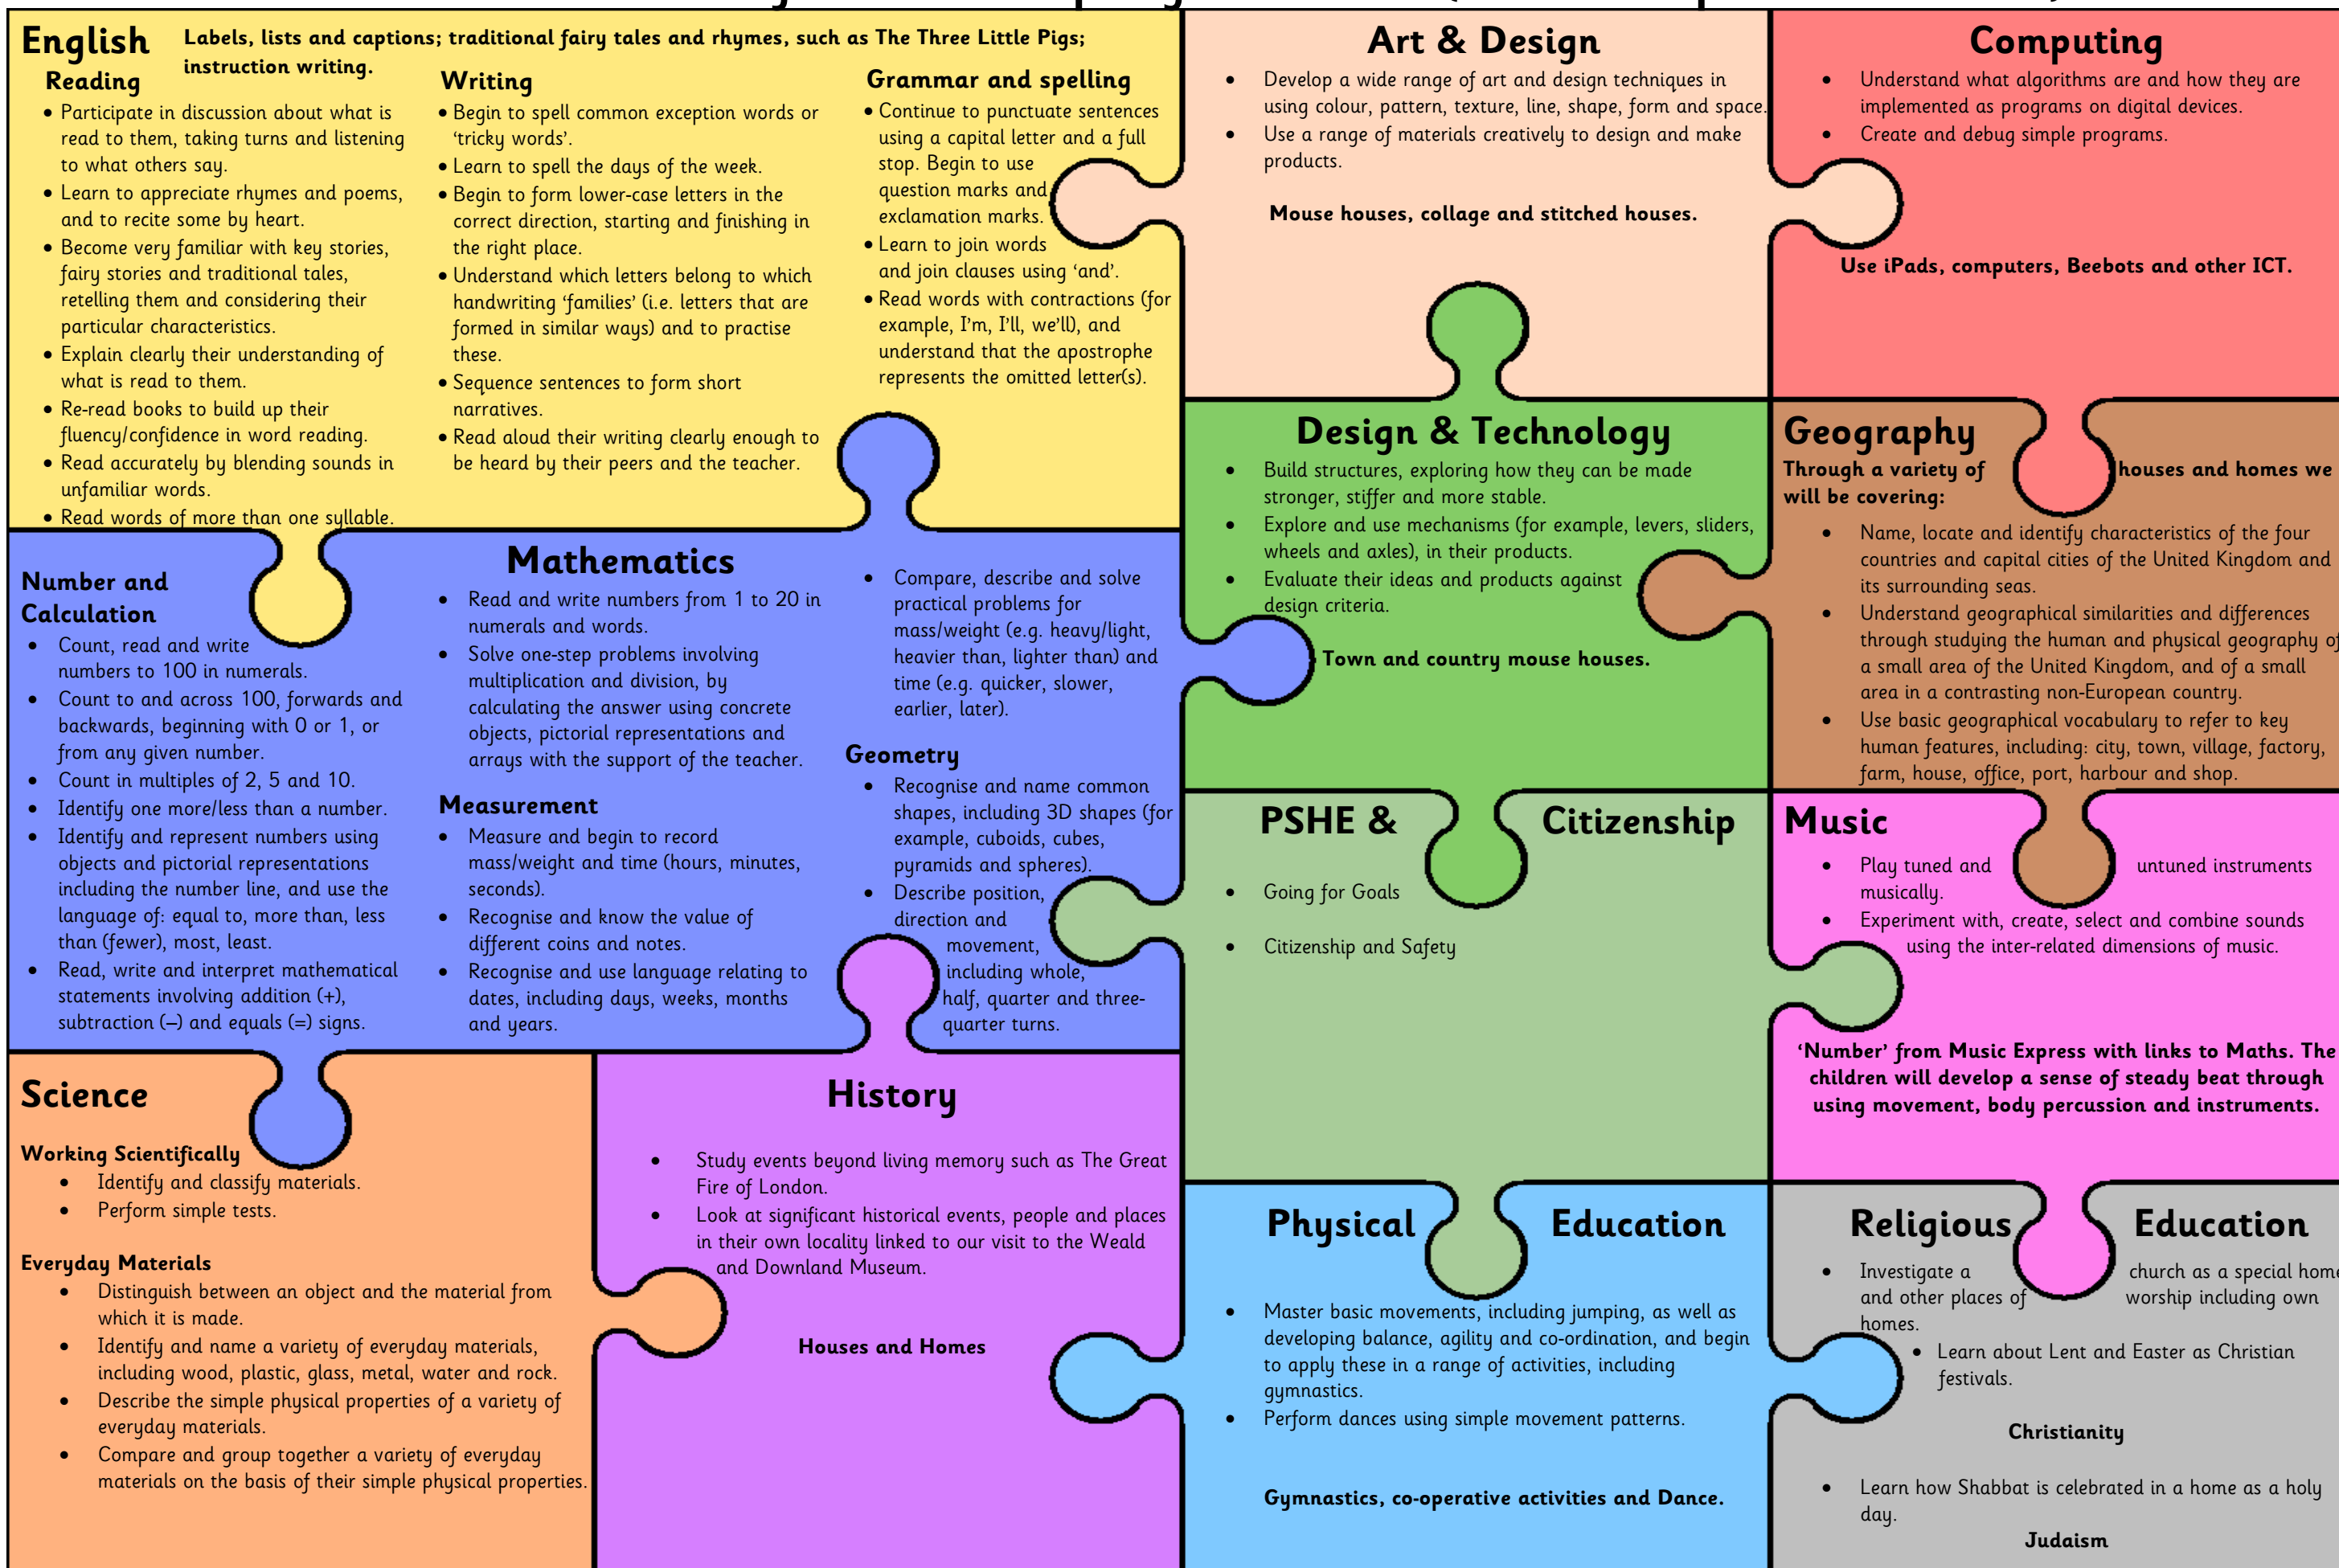 English
Labels, lists and captions; traditional fairy tales and rhymes, such as The Three Little Pigs;
instruction writing.
Reading
• Participate in discussion about what is
read to them, taking turns and listening
to what others say.
• Learn to appreciate rhymes and poems,
and to recite some by heart.
• Become very familiar with key stories,
fairy stories and traditional tales,
retelling them and considering their
particular characteristics.
• Explain clearly their understanding of
what is read to them.
• Re-read books to build up their
fluency/confidence in word reading.
• Read accurately by blending sounds in
unfamiliar words.
• Read words of more than one syllable.
Writing
• Begin to spell common exception words or
‘tricky words’.
• Learn to spell the days of the week.
• Begin to form lower-case letters in the
correct direction, starting and finishing in
the right place.
• Understand which letters belong to which
handwriting ‘families’ (i.e. letters that are
formed in similar ways) and to practise
these.
• Sequence sentences to form short
narratives.
• Read aloud their writing clearly enough to
be heard by their peers and the teacher.
Grammar and spelling
• Continue to punctuate sentences
using a capital letter and a full
stop. Begin to use
question marks and
exclamation marks.
• Learn to join words
and join clauses using ‘and’.
• Read words with contractions (for
example, I’m, I’ll, we’ll), and
understand that the apostrophe
represents the omitted letter(s).
Art & Design
• Develop a wide range of art and design techniques in
using colour, pattern, texture, line, shape, form and space.
• Use a range of materials creatively to design and make
products.
Mouse houses, collage and stitched houses.
Computing
• Understand what algorithms are and how they are
implemented as programs on digital devices.
• Create and debug simple programs.
Use iPads, computers, Beebots and other ICT.
Design & Technology
• Build structures, exploring how they can be made
stronger, stiffer and more stable.
• Explore and use mechanisms (for example, levers, sliders,
wheels and axles), in their products.
• Evaluate their ideas and products against
design criteria.
Town and country mouse houses.
Geography
Through a variety of houses and homes we
will be covering:
• Name, locate and identify characteristics of the four
countries and capital cities of the United Kingdom and
its surrounding seas.
• Understand geographical similarities and differences
through studying the human and physical geography of
a small area of the United Kingdom, and of a small
area in a contrasting non-European country.
• Use basic geographical vocabulary to refer to key
human features, including: city, town, village, factory,
farm, house, office, port, harbour and shop.
Mathematics
Number and
Calculation
• Count, read and write
numbers to 100 in numerals.
• Count to and across 100, forwards and
backwards, beginning with 0 or 1, or
from any given number.
• Count in multiples of 2, 5 and 10.
• Identify one more/less than a number.
• Identify and represent numbers using
objects and pictorial representations
including the number line, and use the
language of: equal to, more than, less
than (fewer), most, least.
• Read, write and interpret mathematical
statements involving addition (+),
subtraction (–) and equals (=) signs.
• Read and write numbers from 1 to 20 in
numerals and words.
• Solve one-step problems involving
multiplication and division, by
calculating the answer using concrete
objects, pictorial representations and
arrays with the support of the teacher.
Measurement
• Measure and begin to record
mass/weight and time (hours, minutes,
seconds).
• Recognise and know the value of
different coins and notes.
• Recognise and use language relating to
dates, including days, weeks, months
and years.
• Compare, describe and solve
practical problems for
mass/weight (e.g. heavy/light,
heavier than, lighter than) and
time (e.g. quicker, slower,
earlier, later).
Geometry
• Recognise and name common
shapes, including 3D shapes (for
example, cuboids, cubes,
pyramids and spheres).
• Describe position,
direction and
movement,
including whole,
half, quarter and three-
quarter turns.
PSHE & Citizenship
• Going for Goals
• Citizenship and Safety
Music
• Play tuned and untuned instruments
musically.
• Experiment with, create, select and combine sounds
using the inter-related dimensions of music.
‘Number’ from Music Express with links to Maths. The
children will develop a sense of steady beat through
using movement, body percussion and instruments.
Science
Working Scientifically
• Identify and classify materials.
• Perform simple tests.
Everyday Materials
• Distinguish between an object and the material from
which it is made.
• Identify and name a variety of everyday materials,
including wood, plastic, glass, metal, water and rock.
• Describe the simple physical properties of a variety of
everyday materials.
• Compare and group together a variety of everyday
materials on the basis of their simple physical properties.
History
• Study events beyond living memory such as The Great
Fire of London.
• Look at significant historical events, people and places
in their own locality linked to our visit to the Weald
and Downland Museum.
Houses and Homes
Physical Education
• Master basic movements, including jumping, as well as
developing balance, agility and co-ordination, and begin
to apply these in a range of activities, including
gymnastics.
• Perform dances using simple movement patterns.
Gymnastics, co-operative activities and Dance.
Religious Education
• Investigate a church as a special home
and other places of worship including own
homes.
• Learn about Lent and Easter as Christian
festivals.
Christianity
• Learn how Shabbat is celebrated in a home as a holy
day.
Judaism